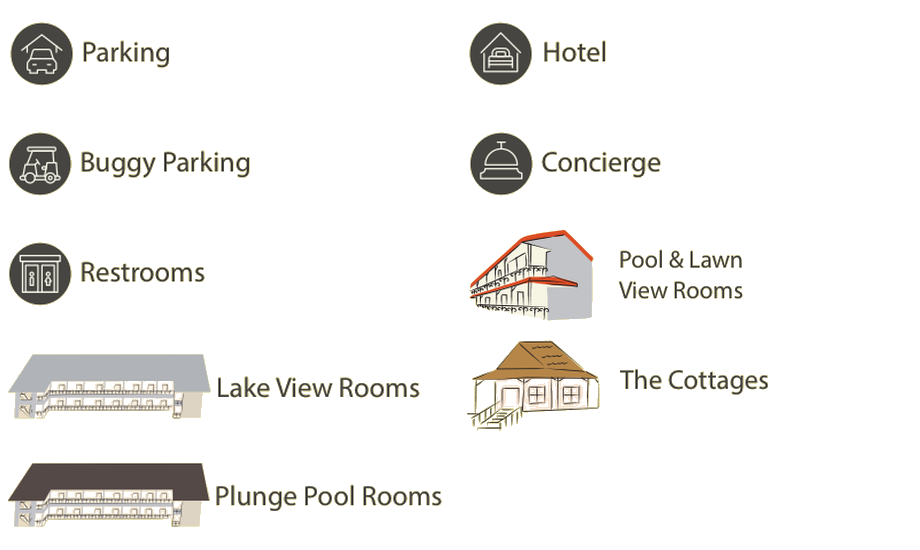 Parking
Hotel
Buggy Parking
Concierge
Restrooms
Pool & Lawn
View Rooms
Lake View Rooms
The Cottages
Plunge Pool Rooms